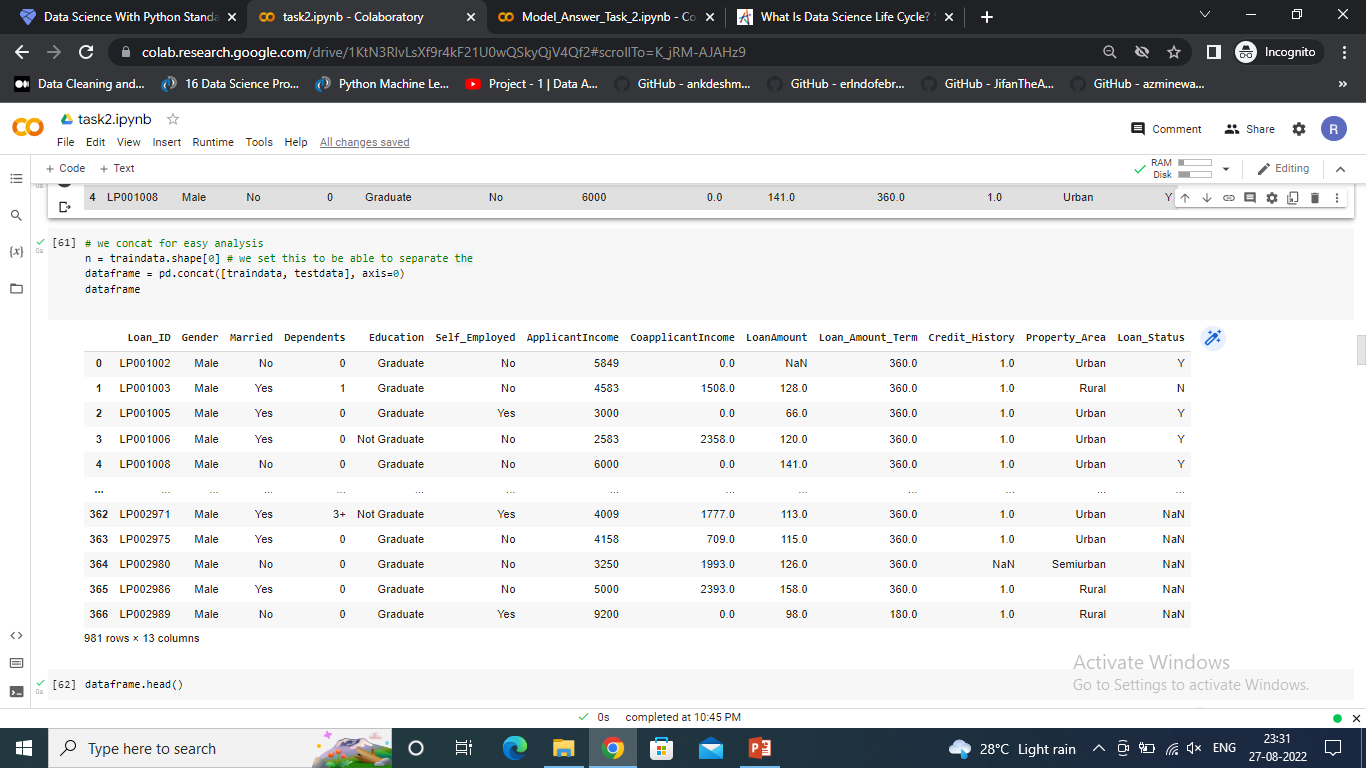 Data Science With Python Standa
task2.ipynb - Colaboratory
Model_Answer_Task_2.ipynb - Co
What Is Data Science Life Cycle?
colab.research.google.com/drive/1KtN3RlvLsXf9r4kF21U0wQSkyQjV4Qf2#scrollTo=K_jRM-AJAHz9
Incognito
Data Cleaning and...
16 Data Science Pro...
Python Machine Le...
Project - 1 | Data A...
GitHub - ankdeshm...
GitHub - erIndofebr...
GitHub - JifanTheA...
GitHub - azminewa...
»
CO task2.ipynb
Comment Share R
File Edit View Insert Runtime Tools Help All changes saved
+ Code + Text
RAM
Disk
Editing
4 LP001008 Male No 0 Graduate No 6000 0.0 141.0 360.0 1.0 Urban Y
0s [61] # we concat for easy analysis
n = traindata.shape[0] # we set this to be able to separate the
dataframe = pd.concat([traindata, testdata], axis=0)
dataframe
Loan_ID Gender Married Dependents Education Self_Employed ApplicantIncome CoapplicantIncome LoanAmount Loan_Amount_Term Credit_History Property_Area Loan_Status
0 LP001002 Male No 0 Graduate No 5849 0.0 NaN 360.0 1.0 Urban Y
1 LP001003 Male Yes 1 Graduate No 4583 1508.0 128.0 360.0 1.0 Rural N
2 LP001005 Male Yes 0 Graduate Yes 3000 0.0 66.0 360.0 1.0 Urban Y
3 LP001006 Male Yes 0 Not Graduate No 2583 2358.0 120.0 360.0 1.0 Urban Y
4 LP001008 Male No 0 Graduate No 6000 0.0 141.0 360.0 1.0 Urban Y
... ... ... ... ... ... ... ... ... ... ... ... ... ...
362 LP002971 Male Yes 3+ Not Graduate Yes 4009 1777.0 113.0 360.0 1.0 Urban NaN
363 LP002975 Male Yes 0 Graduate No 4158 709.0 115.0 360.0 1.0 Urban NaN
364 LP002980 Male No 0 Graduate No 3250 1993.0 126.0 360.0 NaN Semiurban NaN
365 LP002986 Male Yes 0 Graduate No 5000 2393.0 158.0 360.0 1.0 Rural NaN
366 LP002989 Male No 0 Graduate Yes 9200 0.0 98.0 180.0 1.0 Rural NaN
981 rows × 13 columns
Activate Windows
Go to Settings to activate Windows.
0s [62] dataframe.head()
0s completed at 10:45 PM
Type here to search
28°C Light rain
ENG
23:31
27-08-2022